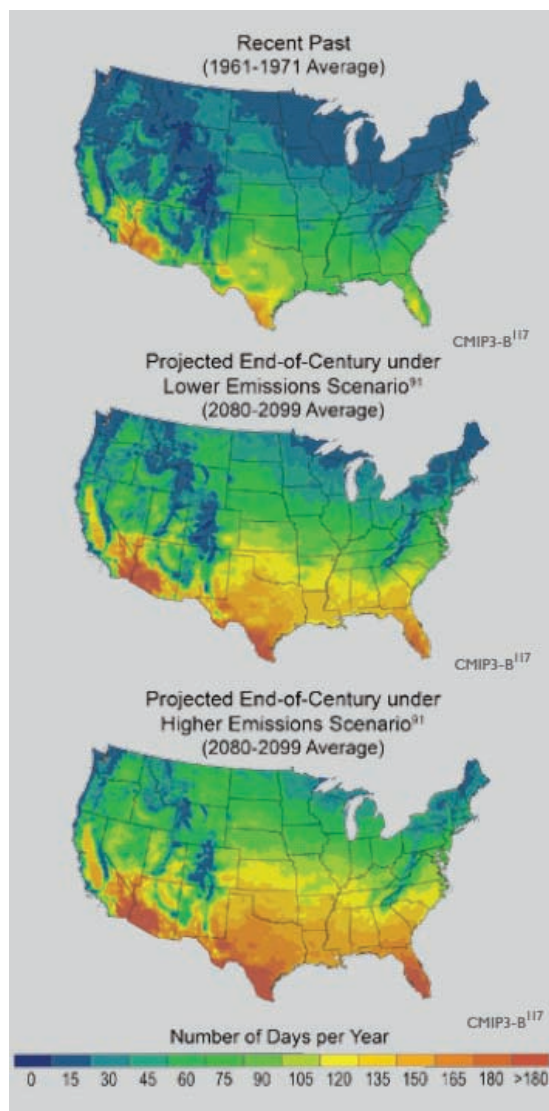 Recent Past
(1961-1971 Average)
CMIP3-B117
Projected End-of-Century under
Lower Emissions Scenario91
(2080-2099 Average)
CMIP3-B117
Projected End-of-Century under
Higher Emissions Scenario91
(2080-2099 Average)
CMIP3-B117
Number of Days per Year
0 15 30 45 60 75 90 105 120 135 150 165 180 >180